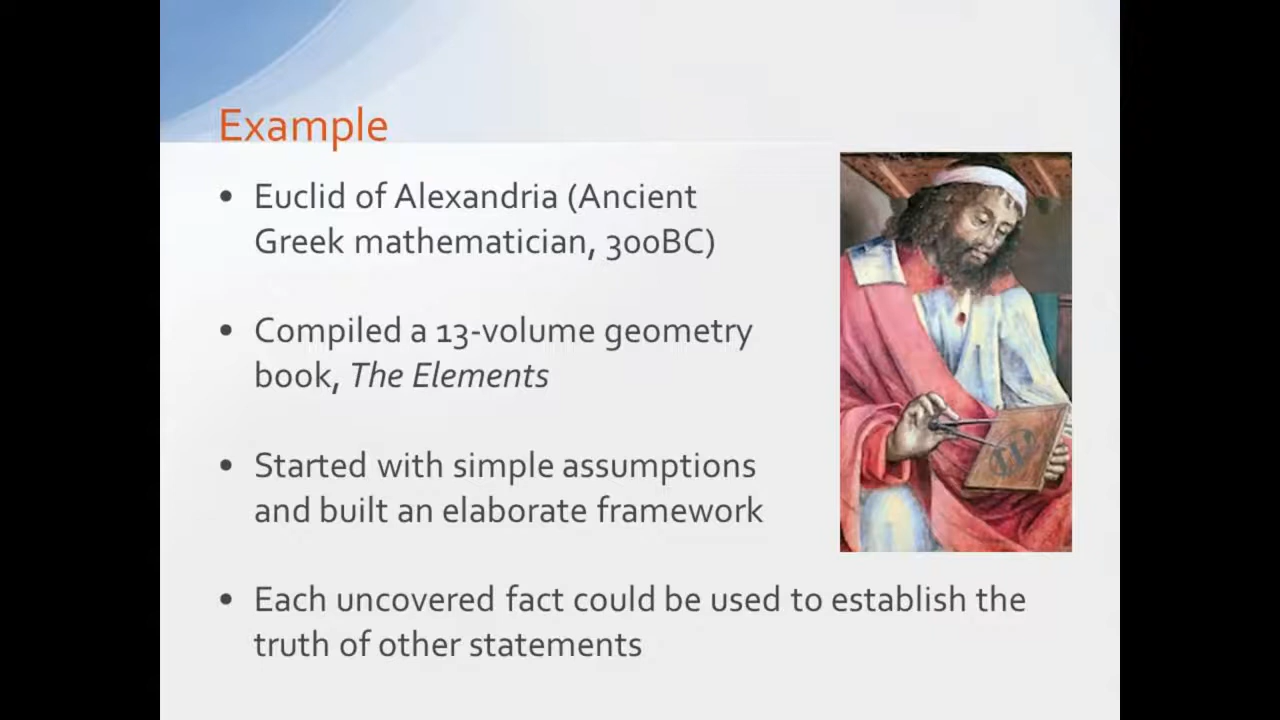 Example
• Euclid of Alexandria (Ancient
Greek mathematician, 300BC)
• Compiled a 13-volume geometry
book, The Elements
• Started with simple assumptions
and built an elaborate framework
• Each uncovered fact could be used to establish the
truth of other statements